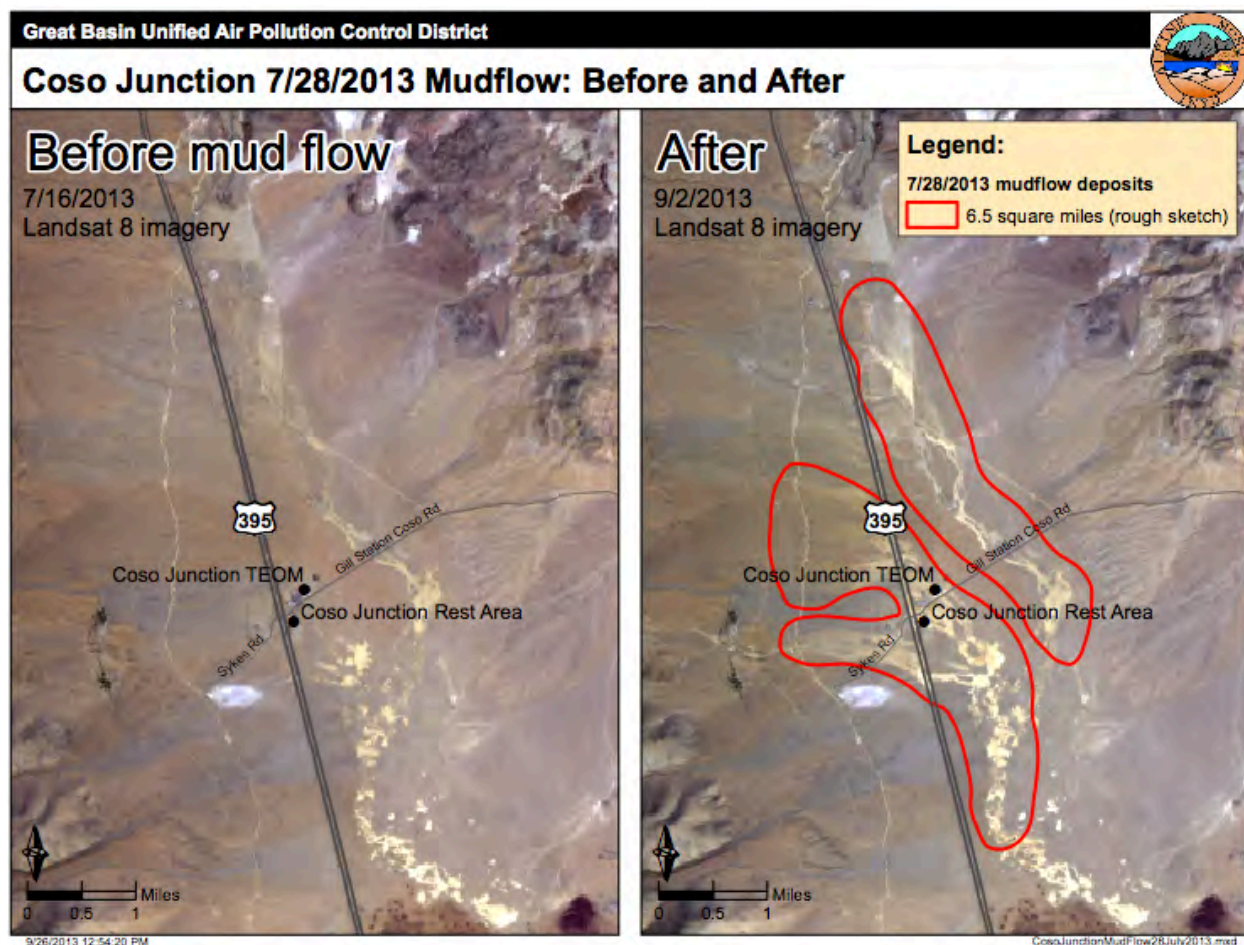 Great Basin Unified Air Pollution Control District
Coso Junction 7/28/2013 Mudflow: Before and After
Before mud flow
7/16/2013
Landsat 8 imagery
395
Gill Station Coso Rd
Coso Junction TEOM
Coso Junction Rest Area
Sykes Rd
Miles
0 0.5 1
After
9/2/2013
Landsat 8 imagery
Legend:
7/28/2013 mudflow deposits
6.5 square miles (rough sketch)
395
Gill Station Coso Rd
Coso Junction TEOM
Coso Junction Rest Area
Sykes Rd
Miles
0 0.5 1
9/26/2013 12:54:20 PM
CosoJunctionMudFlow28July2013.mxd